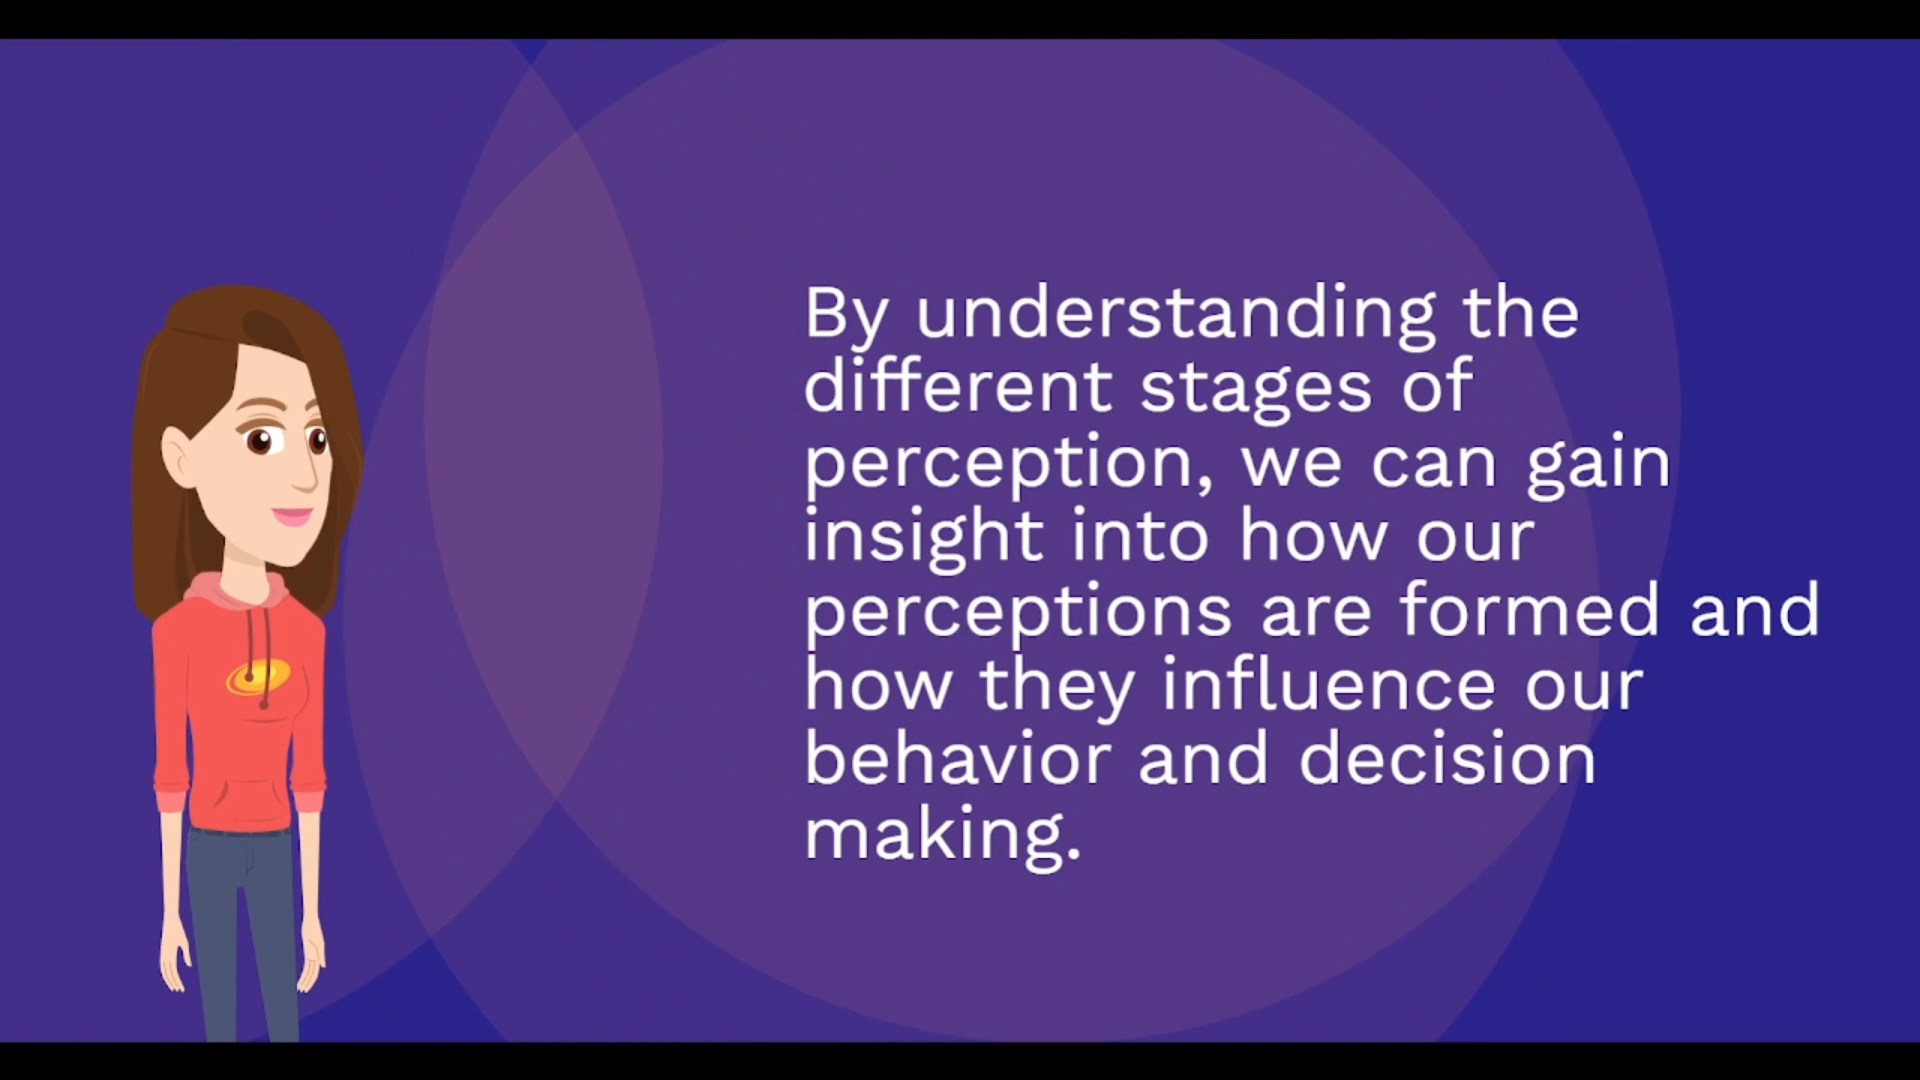 By understanding the
different stages of
perception, we can gain
insight into how our
perceptions are formed and
how they influence our
behavior and decision
making.